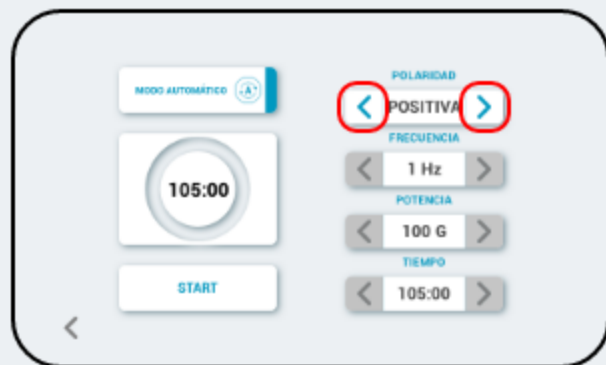 MODO AUTOMÁTICO
A
105:00
START
POLARIDAD
POSITIVA
FRECUENCIA
1 Hz
POTENCIA
100 G
TIEMPO
105:00